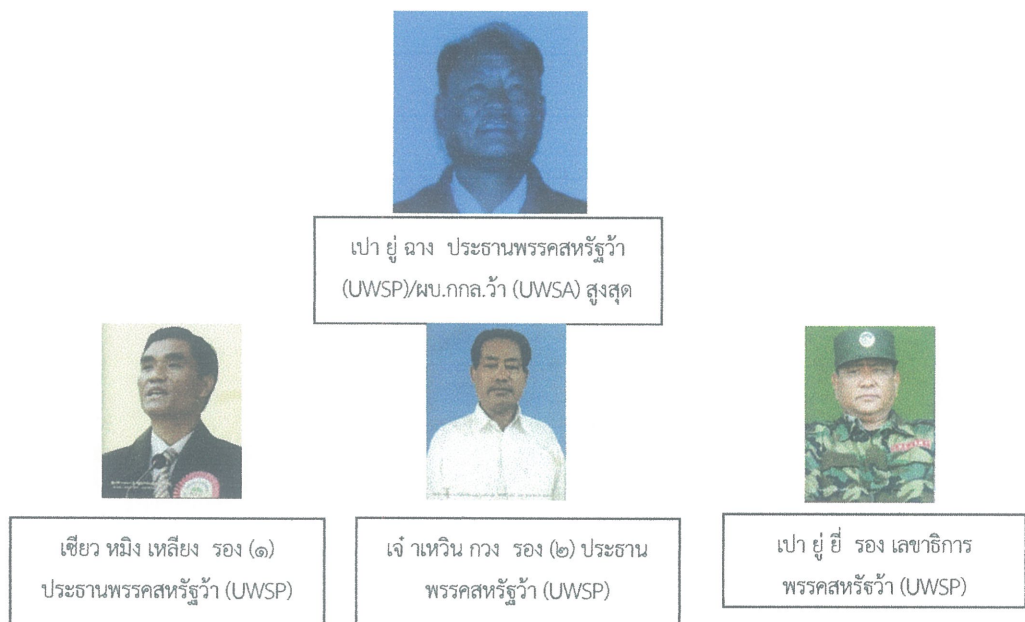 เปา ยู่ ฉาง ประธานพรรคสหรัฐว้า
(UWSP)/ผบ.กกล.ว้า (UWSA) สูงสุด
เซียว หมิง เหลียง รอง (๑)
ประธานพรรคสหรัฐว้า (UWSP)
เจ๋ าเหวิน กวง รอง (๒) ประธาน
พรรคสหรัฐว้า (UWSP)
เปา ยู่ ยี่ รอง เลขาธิการ
พรรคสหรัฐว้า (UWSP)